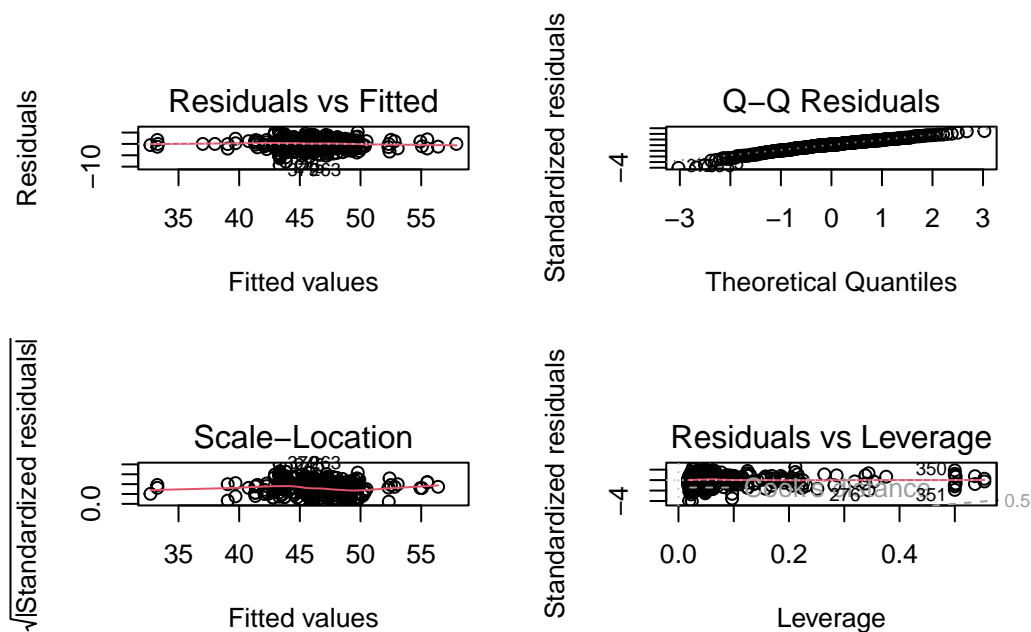 Residuals vs Fitted
Residuals
−10
35 40 45 50 55
Fitted values
Q−Q Residuals
Standardized residuals
−4
−3 −1 0 1 2 3
Theoretical Quantiles
Scale−Location
√|Standardized residuals|
0.0
35 40 45 50 55
Fitted values
Residuals vs Leverage
Standardized residuals
−4
Cook's distance
350
351
276
0.5
0.0 0.2 0.4
Leverage